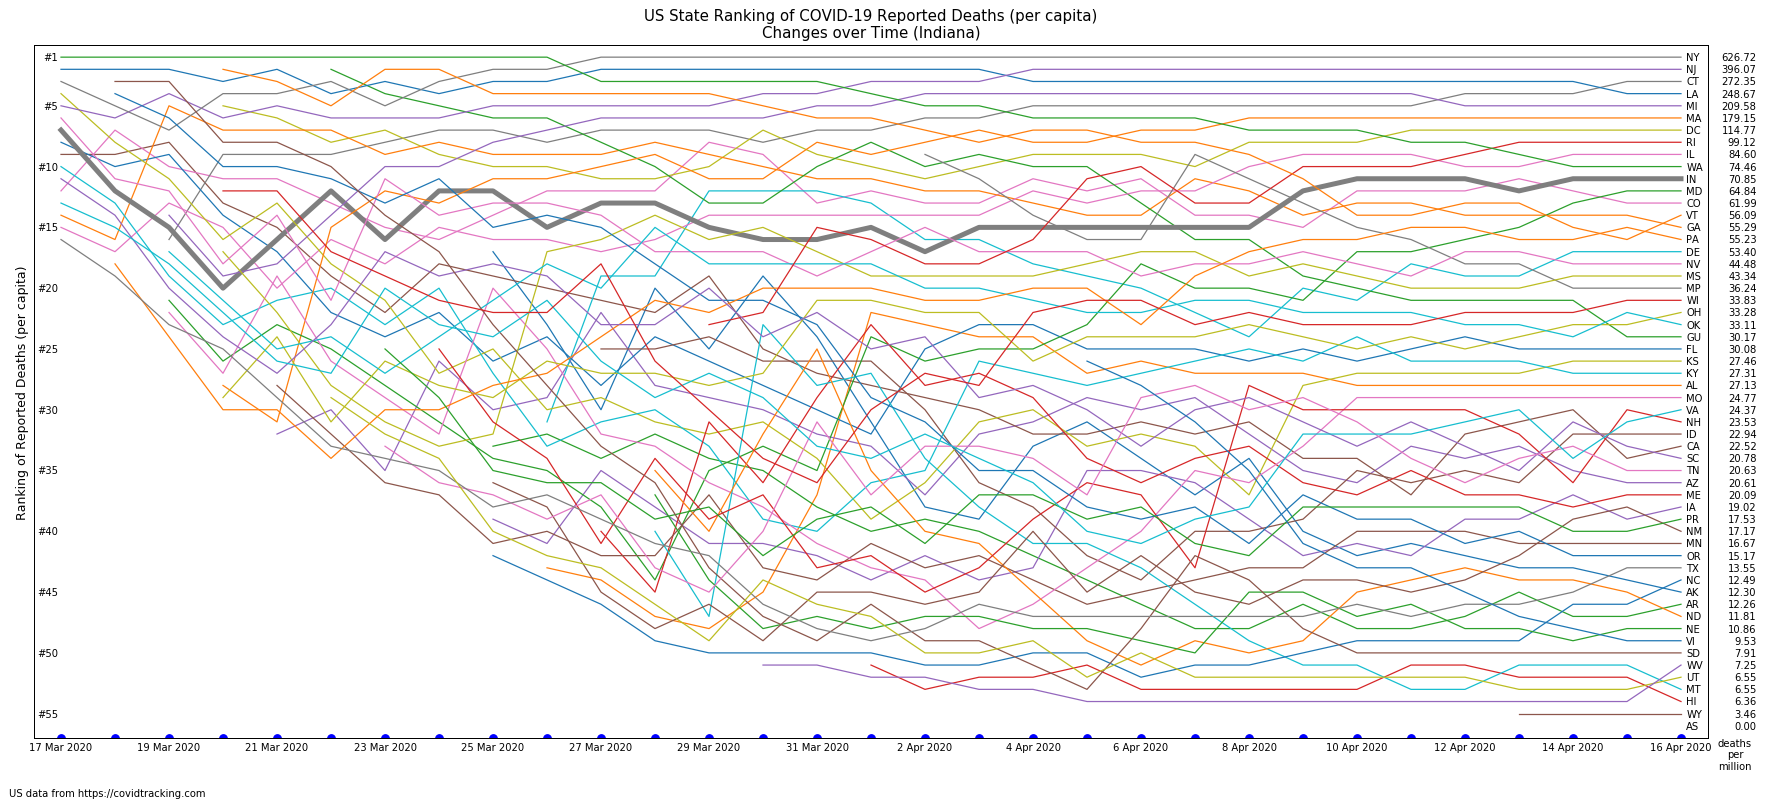 US State Ranking of COVID-19 Reported Deaths (per capita)
Changes over Time (Indiana)
Ranking of Reported Deaths (per capita)
#1
#5
#10
#15
#20
#25
#30
#35
#40
#45
#50
#55
NY 626.72
NJ 396.07
CT 272.35
LA 248.67
MI 209.58
MA 179.15
DC 114.77
RI 99.12
IL 84.60
WA 74.46
IN 70.85
MD 64.84
CO 61.99
VT 56.09
GA 55.29
PA 55.23
DE 53.40
NV 44.48
MS 43.34
MP 36.24
WI 33.83
OH 33.28
OK 33.11
GU 30.17
FL 30.08
KS 27.46
KY 27.31
AL 27.13
MO 24.77
VA 24.37
NH 23.53
ID 22.94
CA 22.52
SC 20.78
TN 20.63
AZ 20.61
ME 20.09
IA 19.02
PR 17.53
NM 17.17
MN 16.67
OR 15.17
TX 13.55
NC 12.49
AK 12.30
AR 12.26
ND 11.81
NE 10.86
VI 9.53
SD 7.91
WV 7.25
UT 6.55
MT 6.55
HI 6.36
WY 3.46
AS 0.00
17 Mar 2020 19 Mar 2020 21 Mar 2020 23 Mar 2020 25 Mar 2020 27 Mar 2020 29 Mar 2020 31 Mar 2020 2 Apr 2020 4 Apr 2020 6 Apr 2020 8 Apr 2020 10 Apr 2020 12 Apr 2020 14 Apr 2020 16 Apr 2020
deaths
per
million
US data from https://covidtracking.com